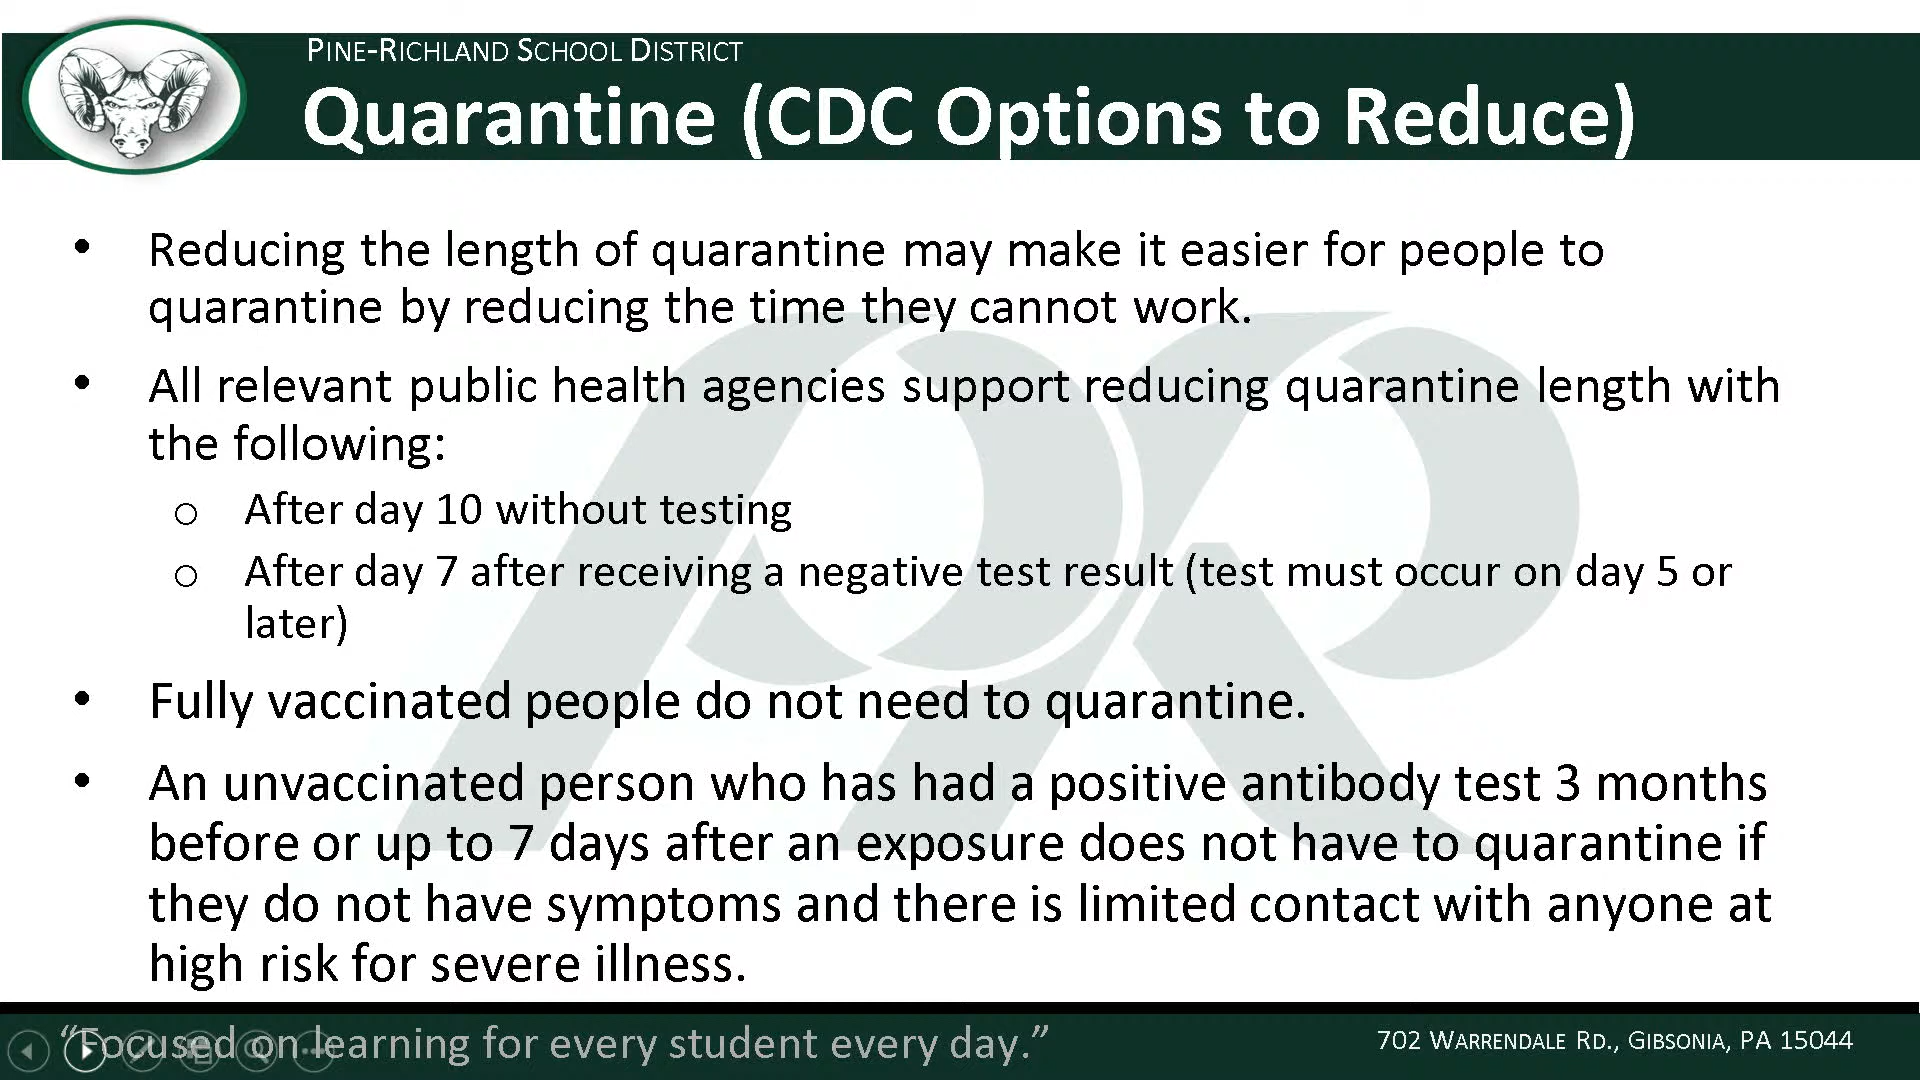 PINE-RICHLAND SCHOOL DISTRICT
Quarantine (CDC Options to Reduce)
• Reducing the length of quarantine may make it easier for people to
quarantine by reducing the time they cannot work.
• All relevant public health agencies support reducing quarantine length with
the following:
o After day 10 without testing
o After day 7 after receiving a negative test result (test must occur on day 5 or
later)
• Fully vaccinated people do not need to quarantine.
• An unvaccinated person who has had a positive antibody test 3 months
before or up to 7 days after an exposure does not have to quarantine if
they do not have symptoms and there is limited contact with anyone at
high risk for severe illness.
“Focused on learning for every student every day.”
702 WARRENDALE RD., GIBSONIA, PA 15044
PR